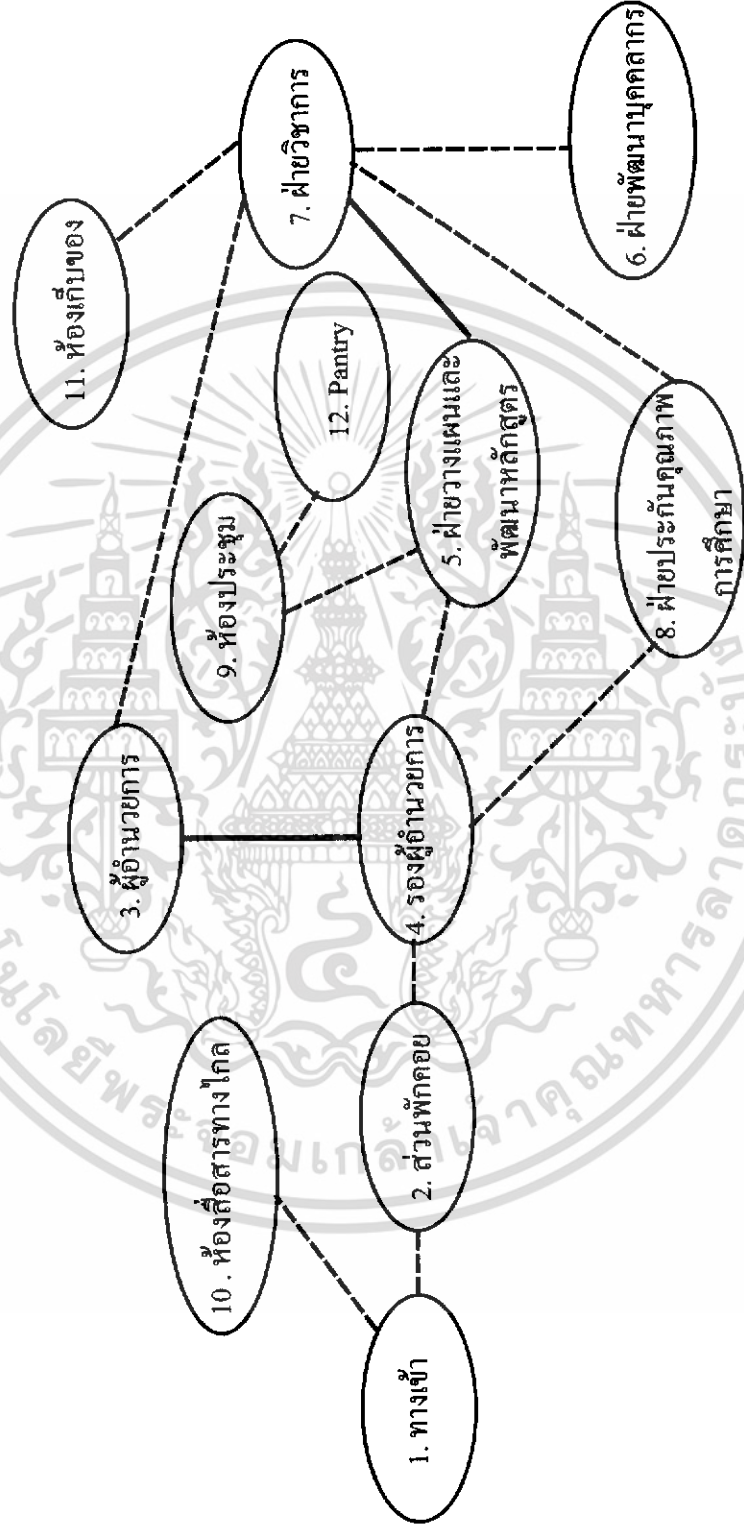 11. ห้องเก็บของ
7. ฝ่ายวิชาการ
6. ฝ่ายพัฒนาบุคคลากร
3. ผู้อำนวยการ
9. ห้องประชุม
12. Pantry
10 . ห้องสื่อสารทางไกล
1. ทางเข้า
2. ส่วนพักคอย
4. รองผู้อำนวยการ
5. ฝ่ายวางแผนและ
พัฒนาหลักสูตร
8. ฝ่ายประกันคุณภาพ
การศึกษา